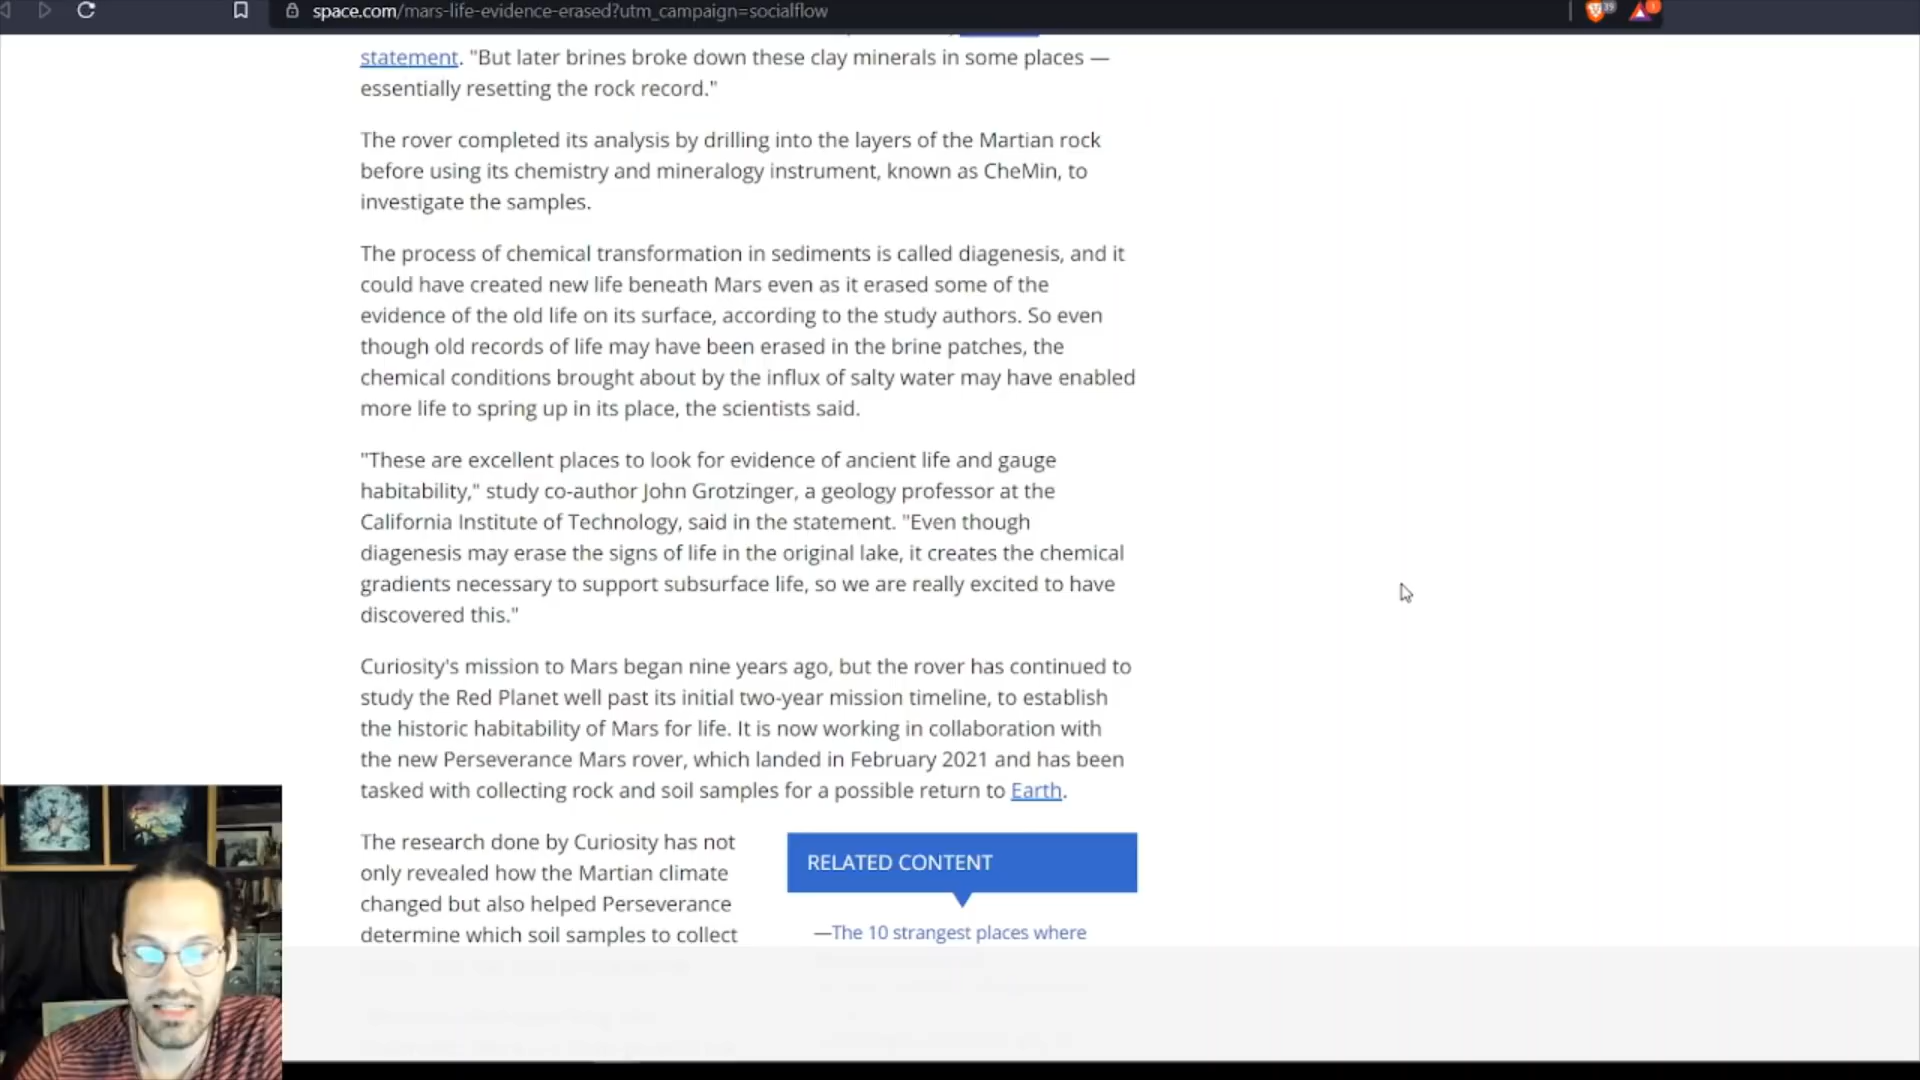 space.com/mars-life-evidence-erased?utm_campaign=socialflow
statement. "But later brines broke down these clay minerals in some places —
essentially resetting the rock record."
The rover completed its analysis by drilling into the layers of the Martian rock
before using its chemistry and mineralogy instrument, known as CheMin, to
investigate the samples.
The process of chemical transformation in sediments is called diagenesis, and it
could have created new life beneath Mars even as it erased some of the
evidence of the old life on its surface, according to the study authors. So even
though old records of life may have been erased in the brine patches, the
chemical conditions brought about by the influx of salty water may have enabled
more life to spring up in its place, the scientists said.
"These are excellent places to look for evidence of ancient life and gauge
habitability," study co-author John Grotzinger, a geology professor at the
California Institute of Technology, said in the statement. "Even though
diagenesis may erase the signs of life in the original lake, it creates the chemical
gradients necessary to support subsurface life, so we are really excited to have
discovered this."
Curiosity's mission to Mars began nine years ago, but the rover has continued to
study the Red Planet well past its initial two-year mission timeline, to establish
the historic habitability of Mars for life. It is now working in collaboration with
the new Perseverance Mars rover, which landed in February 2021 and has been
tasked with collecting rock and soil samples for a possible return to Earth.
The research done by Curiosity has not
only revealed how the Martian climate
changed but also helped Perseverance
determine which soil samples to collect
RELATED CONTENT
—The 10 strangest places where